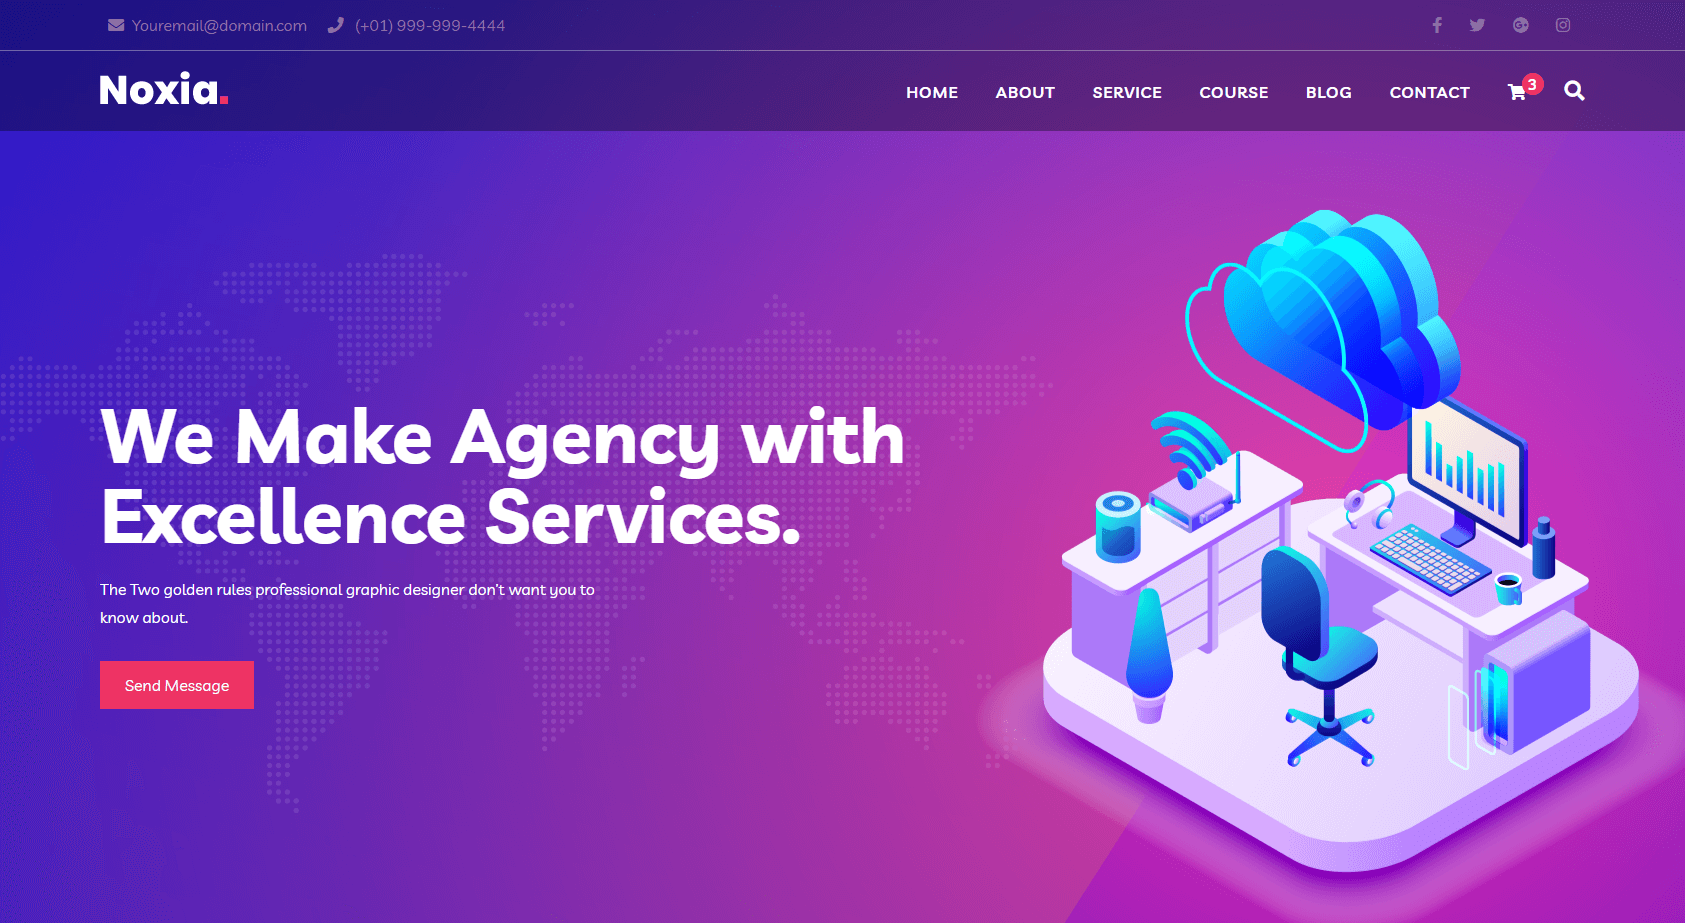 Youremail@domain.com (+01) 999-999-4444
Noxia.
HOME ABOUT SERVICE COURSE BLOG CONTACT 3
We Make Agency with
Excellence Services.
The Two golden rules professional graphic designer don't want you to
know about.
Send Message